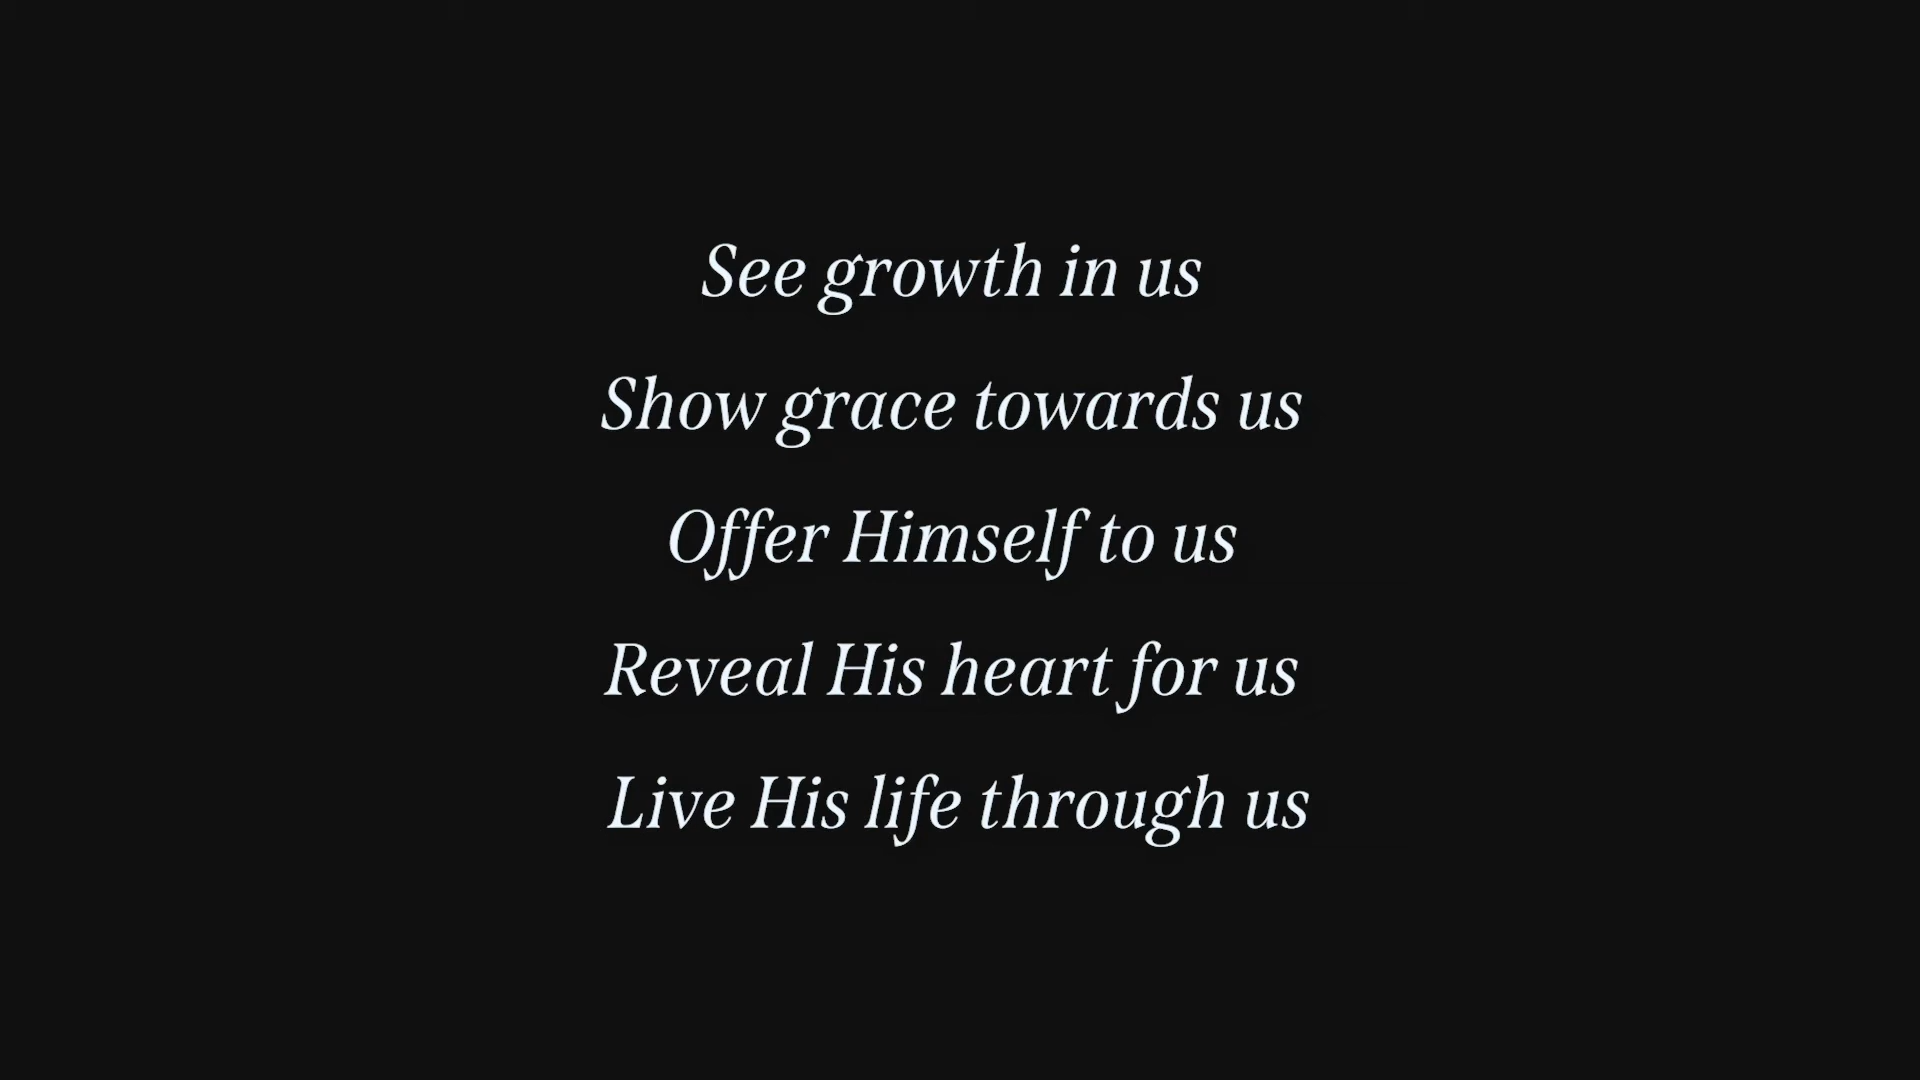 See growth in us
Show grace towards us
Offer Himself to us
Reveal His heart for us
Live His life through us